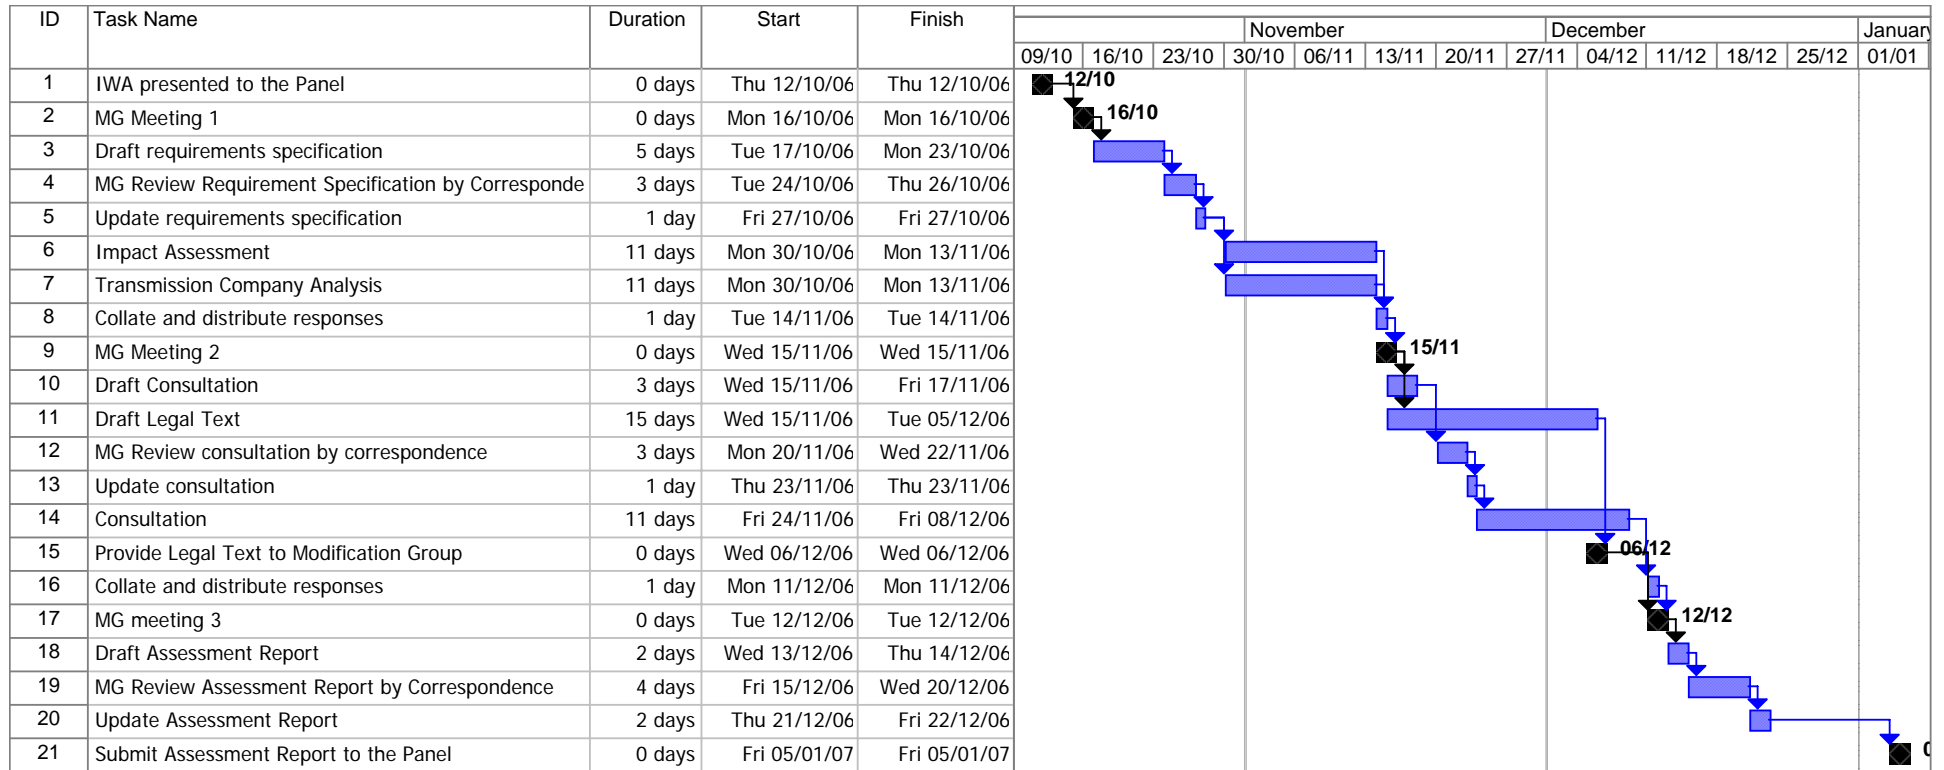 ID Task Name Duration Start Finish
November December January
09/10 16/10 23/10 30/10 06/11 13/11 20/11 27/11 04/12 11/12 18/12 25/12 01/01
1 IWA presented to the Panel 0 days Thu 12/10/06 Thu 12/10/06 12/10
2 MG Meeting 1 0 days Mon 16/10/06 Mon 16/10/06 16/10
3 Draft requirements specification 5 days Tue 17/10/06 Mon 23/10/06
4 MG Review Requirement Specification by Corresponde 3 days Tue 24/10/06 Thu 26/10/06
5 Update requirements specification 1 day Fri 27/10/06 Fri 27/10/06
6 Impact Assessment 11 days Mon 30/10/06 Mon 13/11/06
7 Transmission Company Analysis 11 days Mon 30/10/06 Mon 13/11/06
8 Collate and distribute responses 1 day Tue 14/11/06 Tue 14/11/06
9 MG Meeting 2 0 days Wed 15/11/06 Wed 15/11/06 15/11
10 Draft Consultation 3 days Wed 15/11/06 Fri 17/11/06
11 Draft Legal Text 15 days Wed 15/11/06 Tue 05/12/06
12 MG Review consultation by correspondence 3 days Mon 20/11/06 Wed 22/11/06
13 Update consultation 1 day Thu 23/11/06 Thu 23/11/06
14 Consultation 11 days Fri 24/11/06 Fri 08/12/06
15 Provide Legal Text to Modification Group 0 days Wed 06/12/06 Wed 06/12/06 06/12
16 Collate and distribute responses 1 day Mon 11/12/06 Mon 11/12/06
17 MG meeting 3 0 days Tue 12/12/06 Tue 12/12/06 12/12
18 Draft Assessment Report 2 days Wed 13/12/06 Thu 14/12/06
19 MG Review Assessment Report by Correspondence 4 days Fri 15/12/06 Wed 20/12/06
20 Update Assessment Report 2 days Thu 21/12/06 Fri 22/12/06
21 Submit Assessment Report to the Panel 0 days Fri 05/01/07 Fri 05/01/07